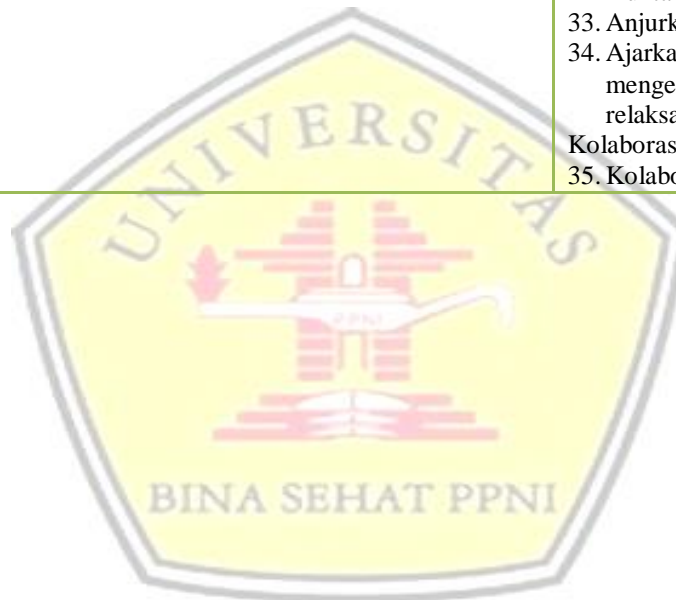 33. Anjurk
34. Ajarka
menge
relaksa
Kolaboras
35. Kolabo
UNIVERSITAS
PPNI
BINA SEHAT PPNI